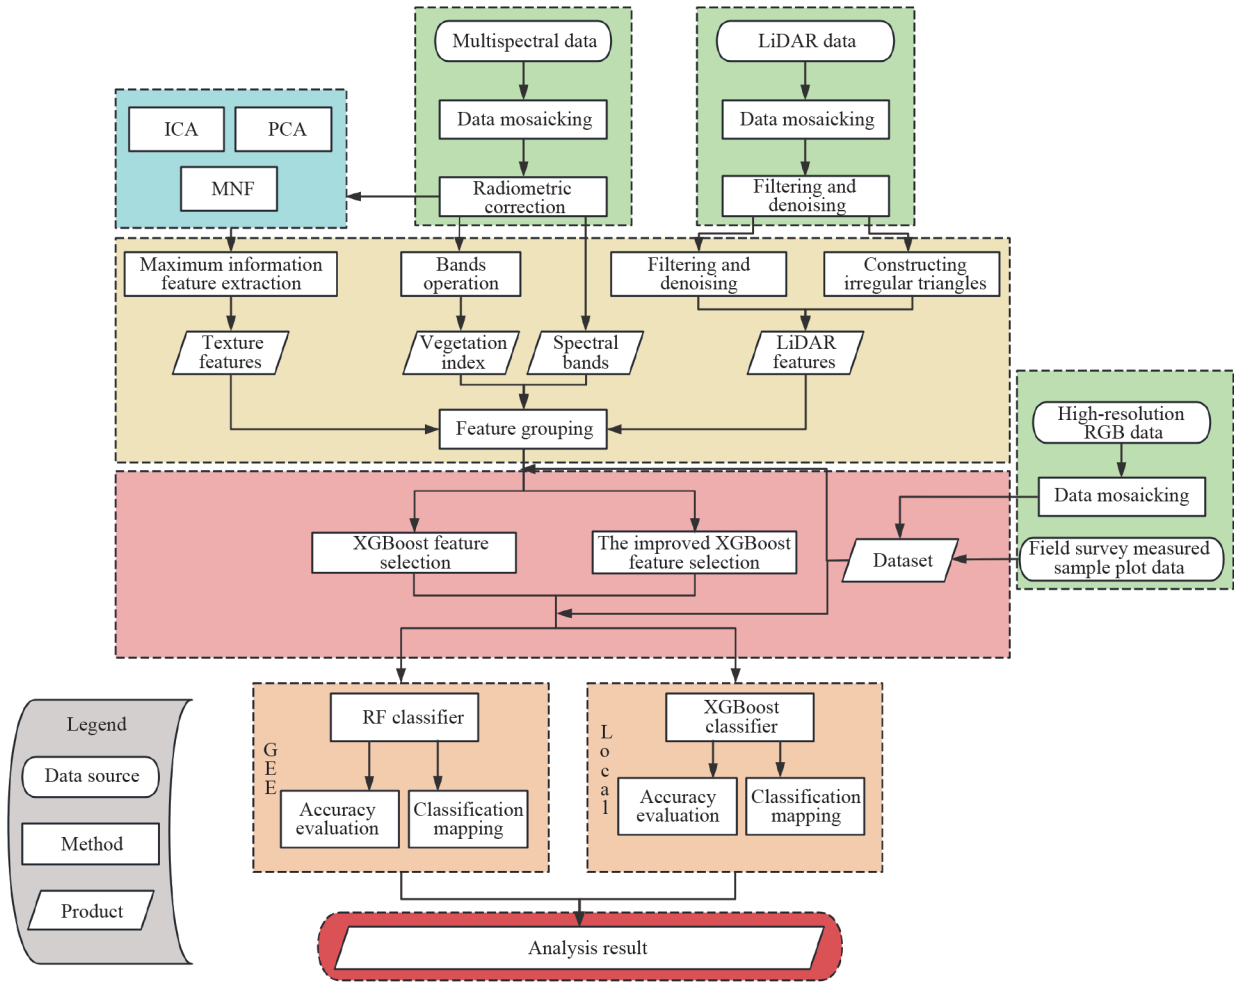 Multispectral data
LiDAR data
Data mosaicking
Data mosaicking
ICA
PCA
MNF
Radiometric
correction
Filtering and
denoising
Maximum information
feature extraction
Bands
operation
Filtering and
denoising
Constructing
irregular triangles
Texture
features
Vegetation
index
Spectral
bands
LiDAR
features
Feature grouping
High-resolution
RGB data
Data mosaicking
Field survey measured
sample plot data
Dataset
XGBoost feature
selection
The improved XGBoost
feature selection
GEE
RF classifier
Accuracy
evaluation
Classification
mapping
Local
XGBoost
classifier
Accuracy
evaluation
Classification
mapping
Legend
Data source
Method
Product
Analysis result